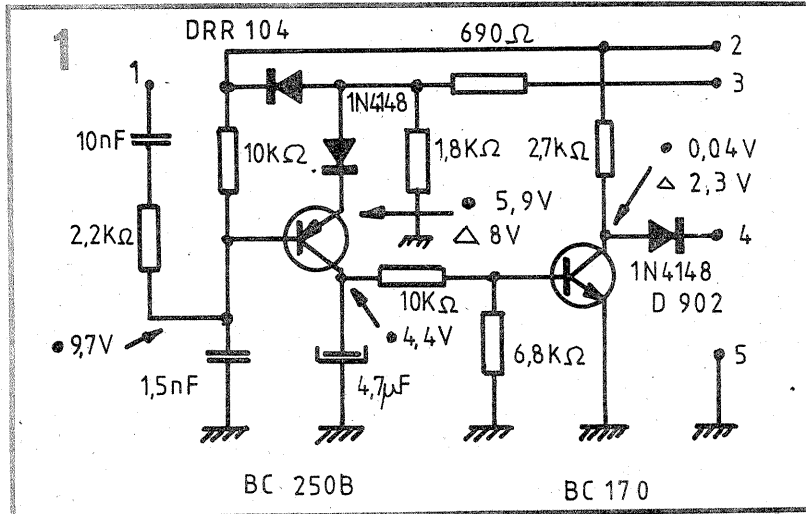 1
DRR 104
690Ω
2
1
3
1N4148
10nF
10KΩ
1,8KΩ
2,7KΩ
0,04V
△ 2,3 V
5,9V
△ 8V
2,2KΩ
4
1N4148
D 902
10KΩ
9,7V
4,4V
6,8KΩ
5
1,5nF
4,7µF
BC 250B
BC 170